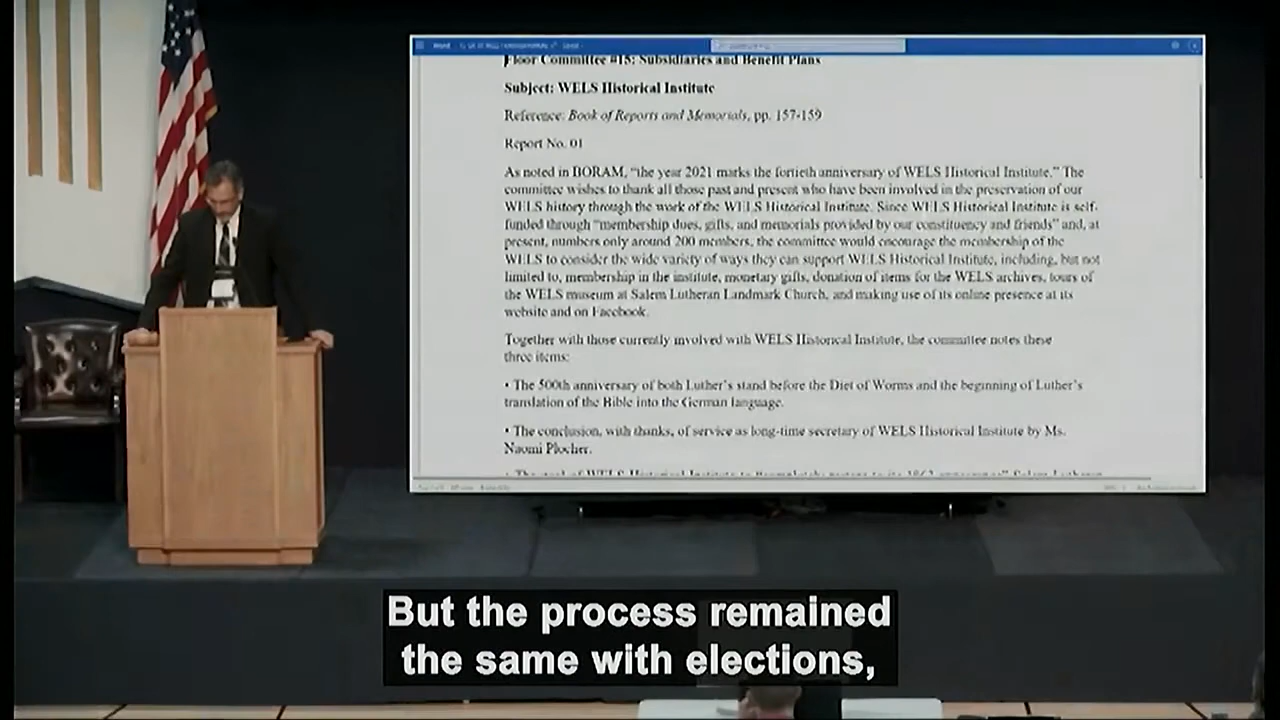 Floor Committee #15: Subsidiaries and Benefit Plans
Subject: WELS Historical Institute
Reference: Book of Reports and Memorials, pp. 157-159
Report No. 01
As noted in BORAM, “the year 2021 marks the fortieth anniversary of WELS Historical Institute.” The
committee wishes to thank all those past and present who have been involved in the preservation of our
WELS history through the work of the WELS Historical Institute. Since WELS Historical Institute is self-
funded through “membership dues, gifts, and memorials provided by our constituency and friends” and, at
present, numbers only around 200 members, the committee would encourage the membership of the
WELS to consider the wide variety of ways they can support WELS Historical Institute, including, but not
limited to, membership in the institute, monetary gifts, donation of items for the WELS archives, tours of
the WELS museum at Salem Lutheran Landmark Church, and making use of its online presence at its
website and on Facebook.
Together with those currently involved with WELS Historical Institute, the committee notes these
three items:
• The 500th anniversary of both Luther’s stand before the Diet of Worms and the beginning of Luther’s
translation of the Bible into the German language.
• The conclusion, with thanks, of service as long-time secretary of WELS Historical Institute by Ms.
Naomi Plocher.
But the process remained
the same with elections,